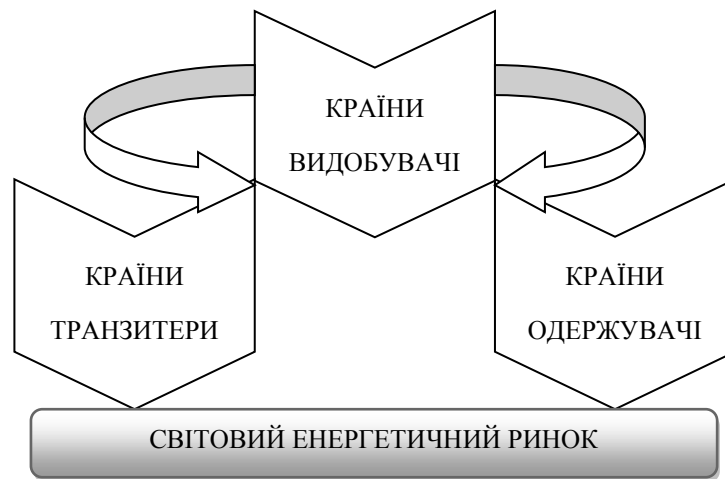 КРАЇНИ
ВИДОБУВАЧІ
КРАЇНИ
ТРАНЗИТЕРИ
КРАЇНИ
ОДЕРЖУВАЧІ
СВІТОВИЙ ЕНЕРГЕТИЧНИЙ РИНОК